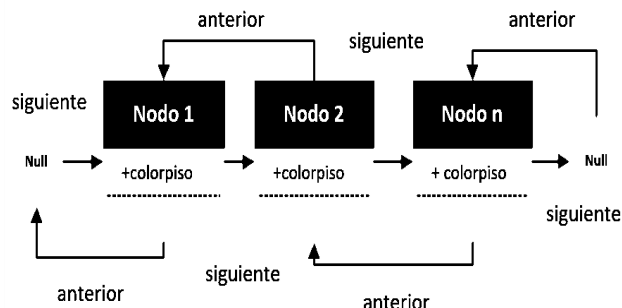 anterior
anterior
siguiente
siguiente
Nodo 1
Nodo 2
Nodo n
Null
+colorpiso
+colorpiso
+ colorpiso
Null
siguiente
siguiente
anterior
anterior